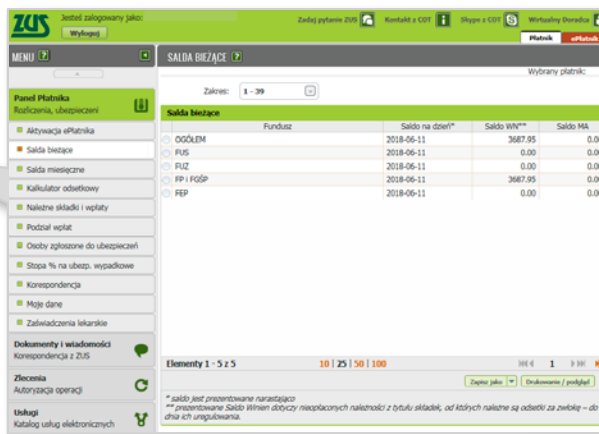 ZUS
Jesteś zalogowany jako:
Wyloguj
Zadaj pytanie ZUS
Kontakt z COT
Skype z COT
Wirtualny Doradca
Płatnik
ePłatnik
MENU
SALDA BIEŻĄCE
Wybrany płatnik:
Zakres: 1 - 39
Panel Płatnika
Rozliczenia, ubezpieczeni
Aktywacja ePłatnika
Salda bieżące
Salda miesięczne
Kalkulator odsetkowy
Należne składki i wpłaty
Podział wpłat
Osoby zgłoszone do ubezpieczeń
Stopa % na ubezp. wypadkowe
Korespondencja
Moje dane
Zaświadczenia lekarskie
Dokumenty i wiadomości
Korespondencja z ZUS
Zlecenia
Autoryzacja operacji
Usługi
Katalog usług elektronicznych
Salda bieżące
Fundusz Saldo na dzień* Saldo WN** Saldo MA
OGÓŁEM 2018-06-11 3687.95 0.0
FUS 2018-06-11 0.00 0.0
FUZ 2018-06-11 0.00 0.0
FP i FGŚP 2018-06-11 3687.95 0.0
FEP 2018-06-11 0.00 0.0
Elementy 1 - 5 z 5 10 | 25 | 50 | 100 1
Zapisz jako
Drukowanie / podgląd
* saldo jest prezentowane narastająco
** prezentowane Saldo Winien dotyczy nieopłaconych należności z tytułu składek, od których należne są odsetki za zwłokę – do
dnia ich uregulowania.